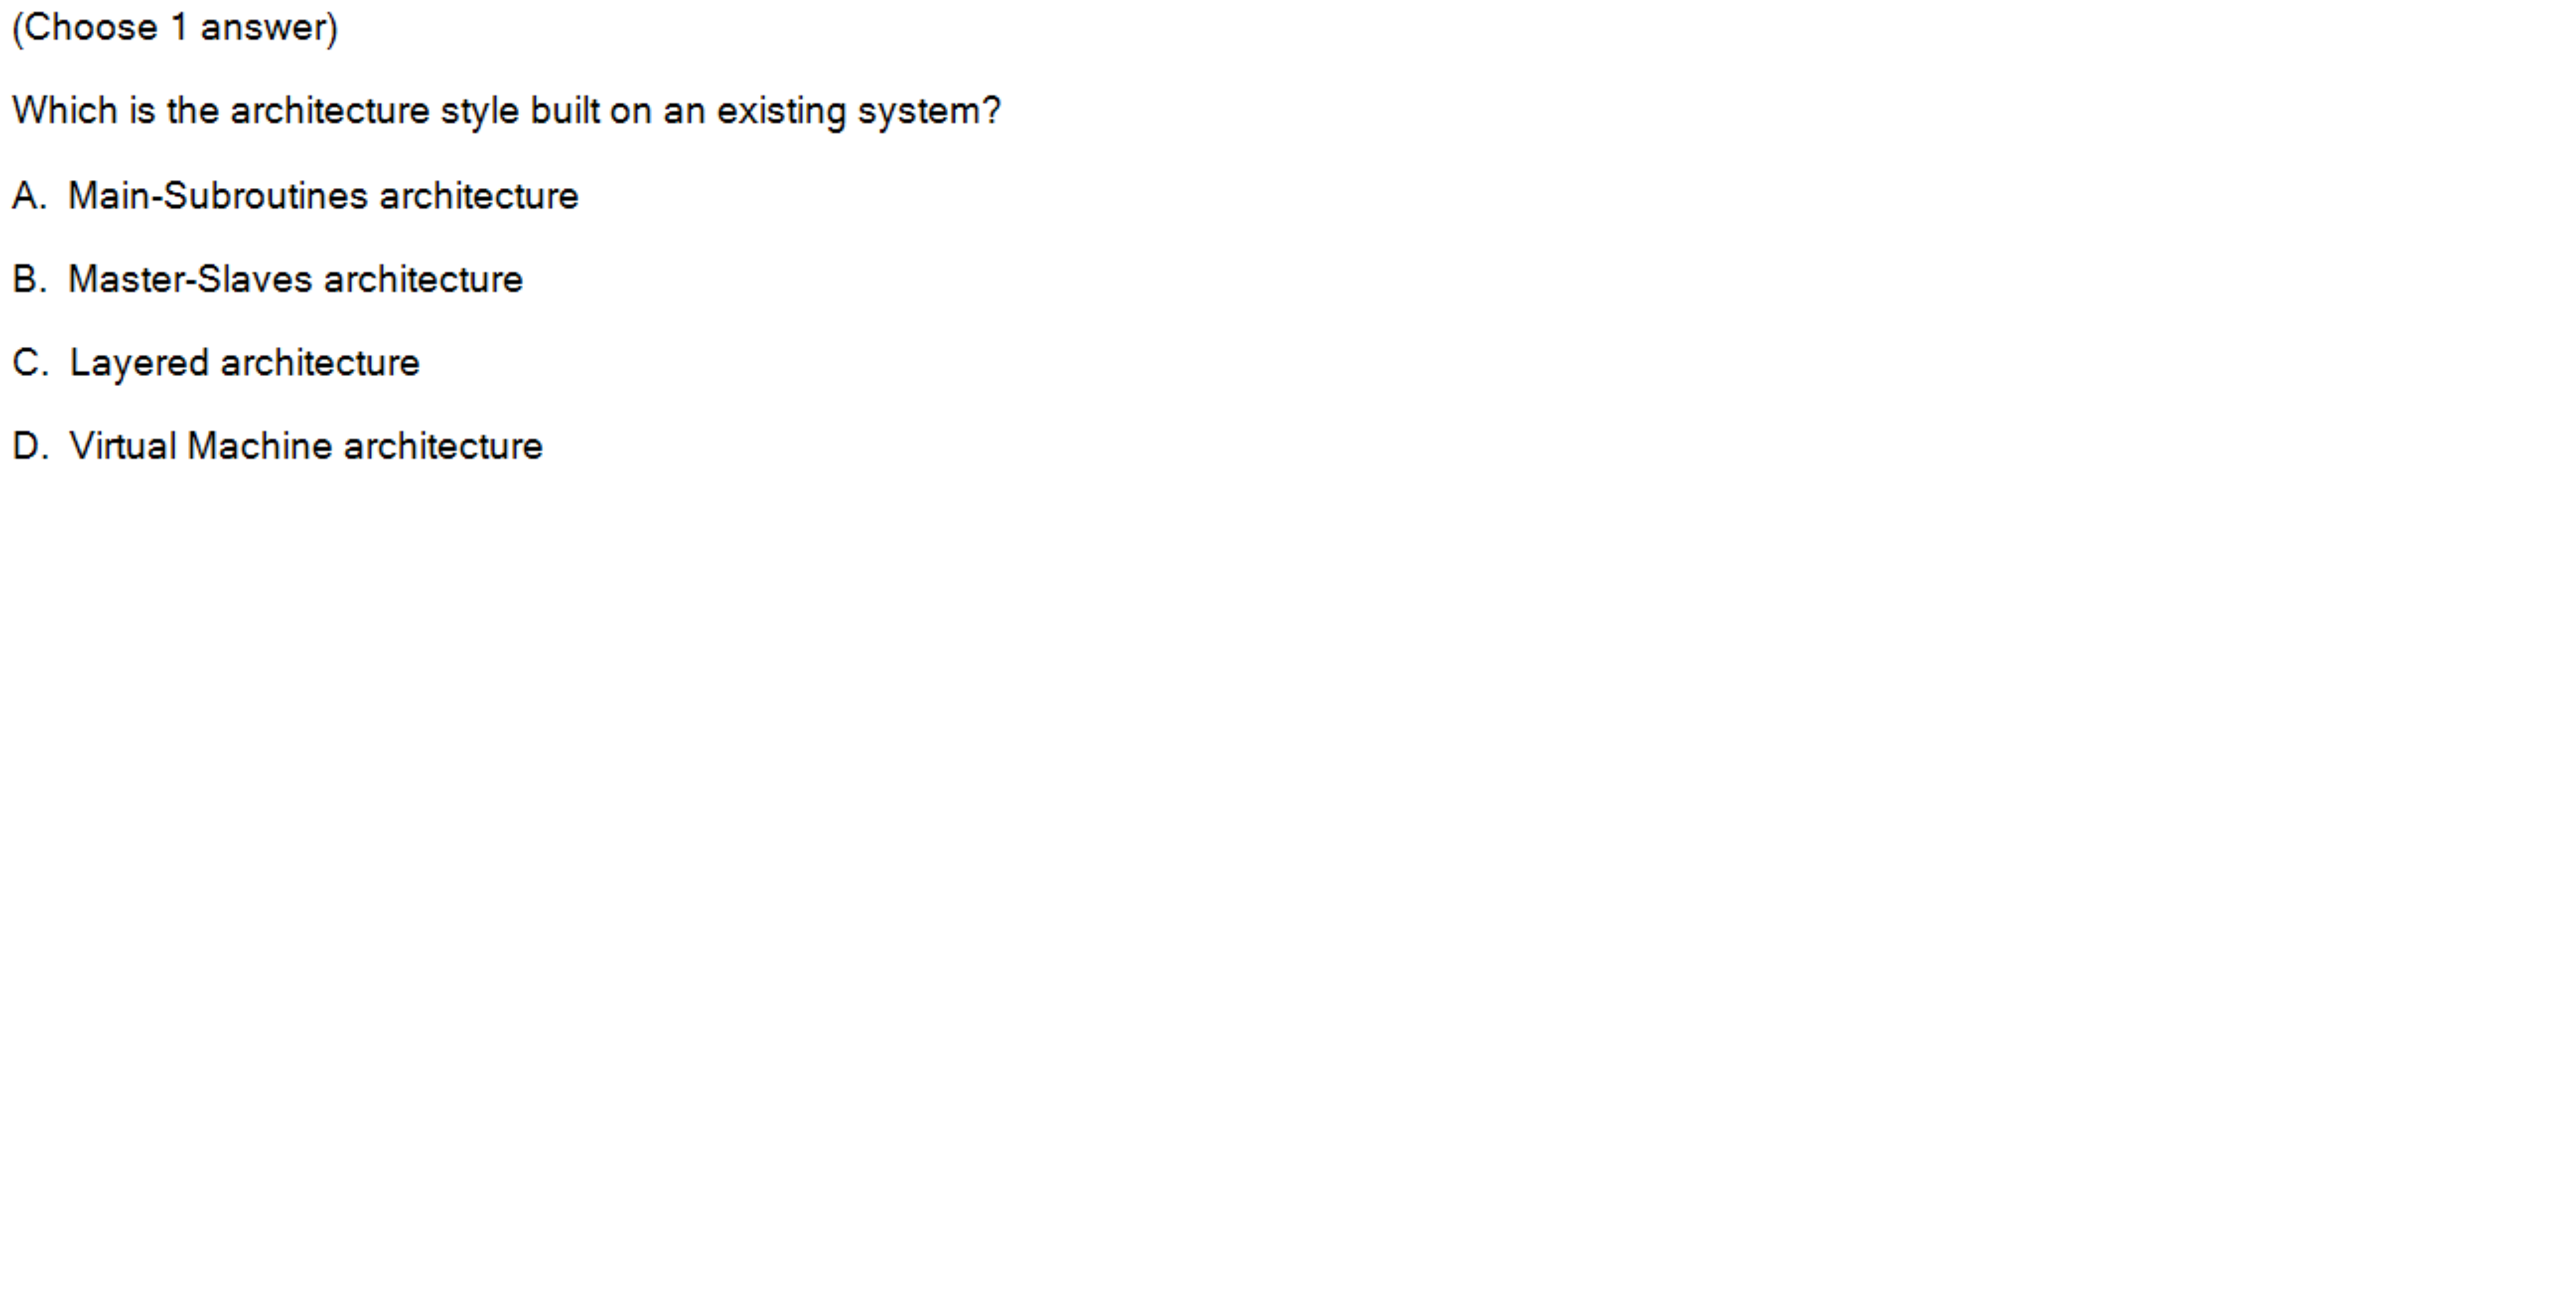 (Choose 1 answer)
Which is the architecture style built on an existing system?
A. Main-Subroutines architecture
B. Master-Slaves architecture
C. Layered architecture
D. Virtual Machine architecture